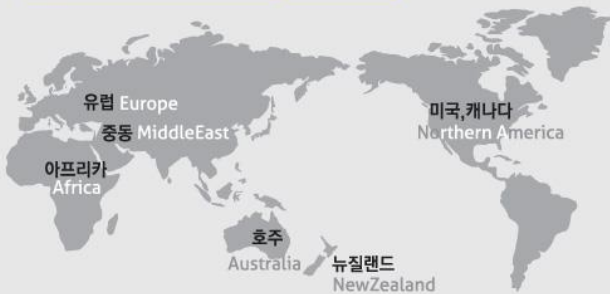 유럽 Europe
중동 MiddleEast
아프리카
Africa
미국,캐나다
Northern America
호주
Australia
뉴질랜드
NewZealand